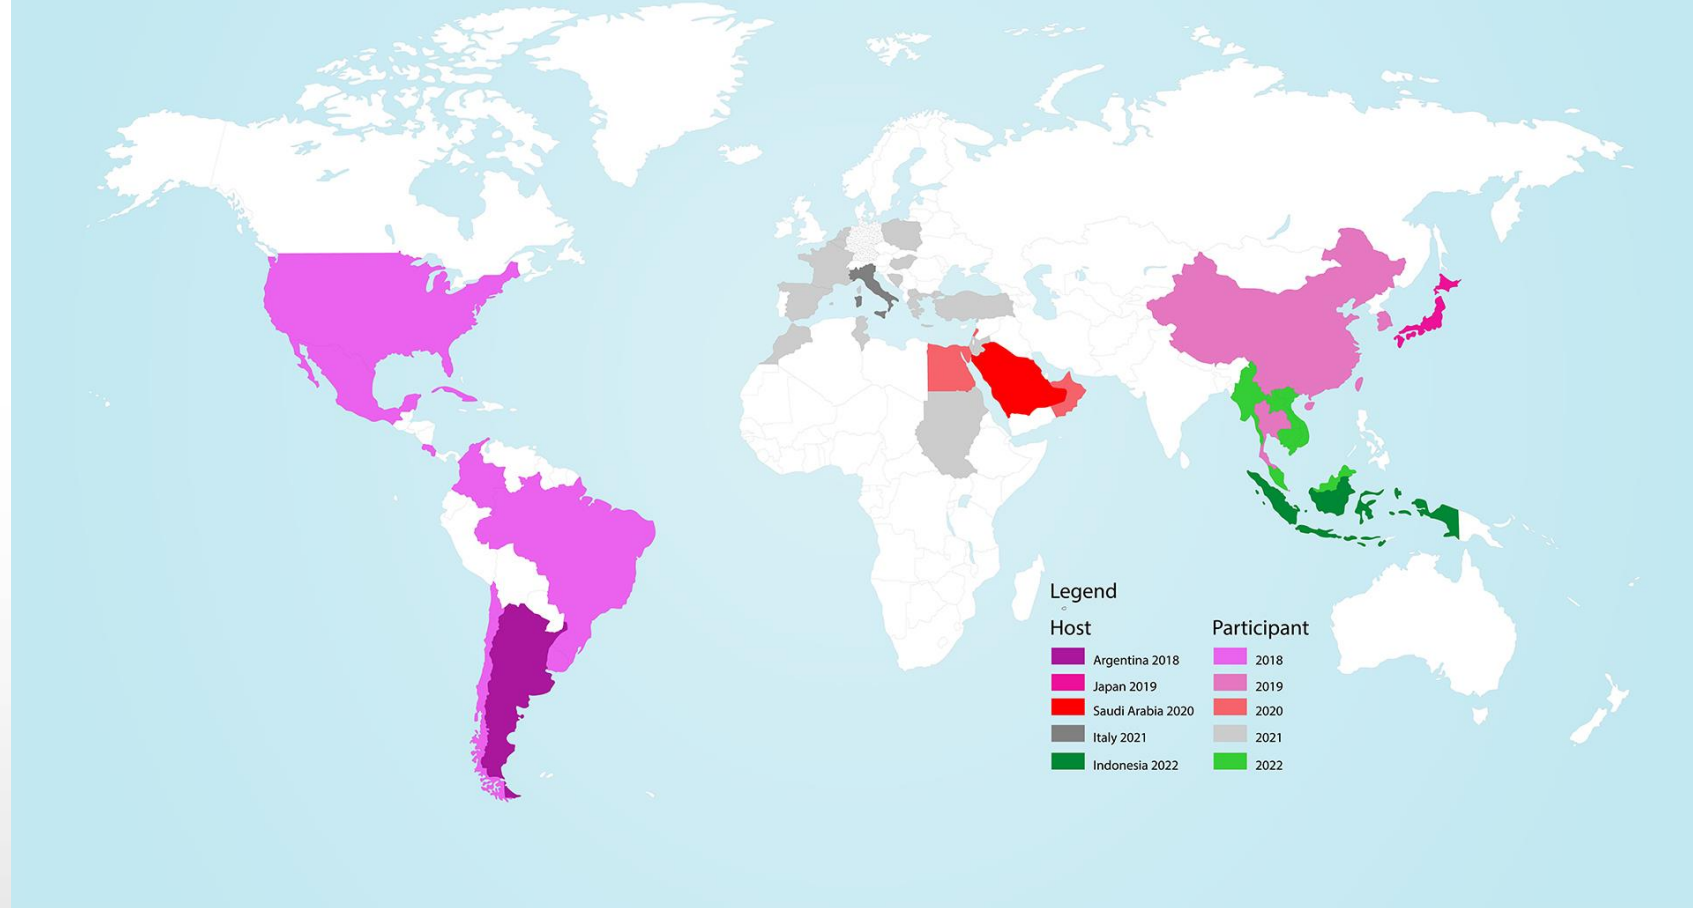 Legend
Host Participant
Argentina 2018 2018
Japan 2019 2019
Saudi Arabia 2020 2020
Italy 2021 2021
Indonesia 2022 2022